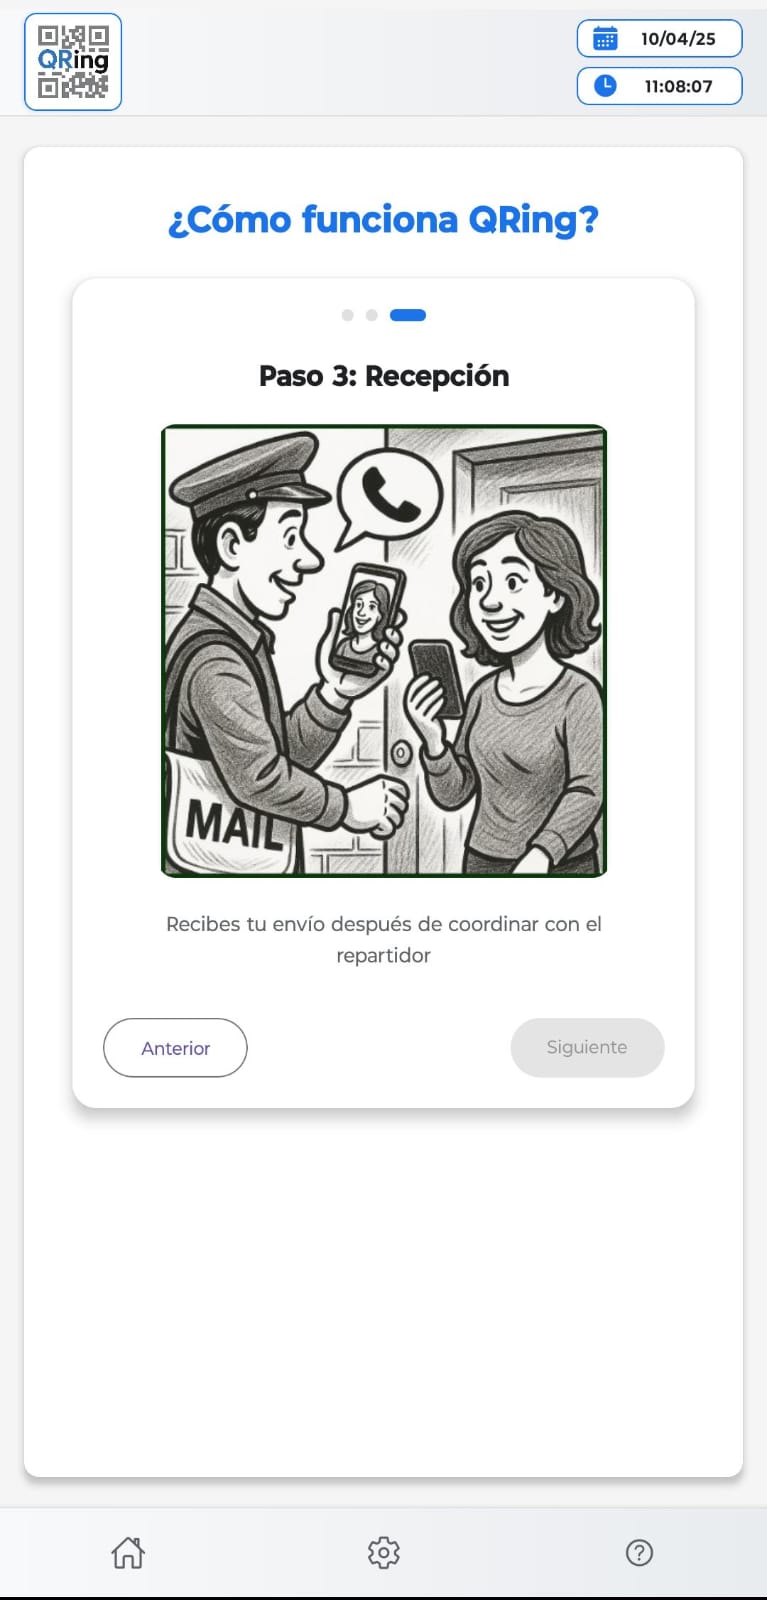 QRing
10/04/25
11:08:07
¿Cómo funciona QRing?
Paso 3: Recepción
MAIL
Recibes tu envío después de coordinar con el
repartidor
Anterior
Siguiente